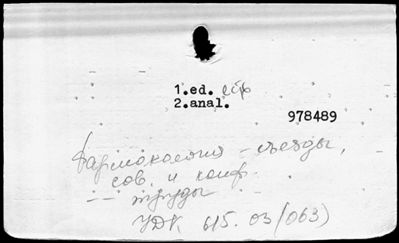 1.ed.
2.anal.
978489
Фармакология - съезды,
сов. и конф.
-- труды
УДК 615.03(063)